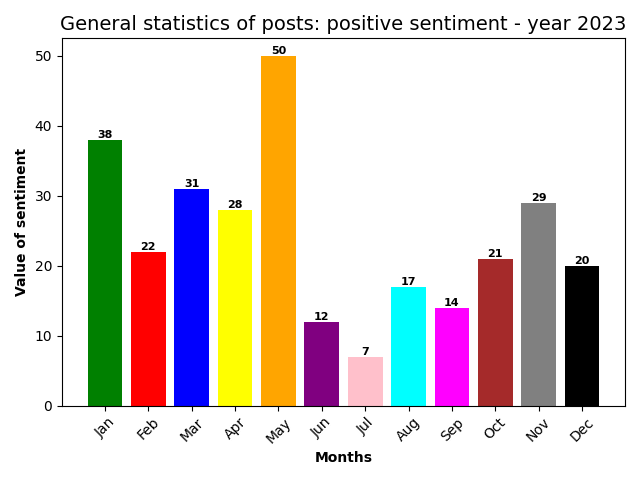 General statistics of posts: positive sentiment - year 2023
Value of sentiment
50
40
30
20
10
0
38
22
31
28
50
12
7
17
14
21
29
20
Jan
Feb
Mar
Apr
May
Jun
Jul
Aug
Sep
Oct
Nov
Dec
Months